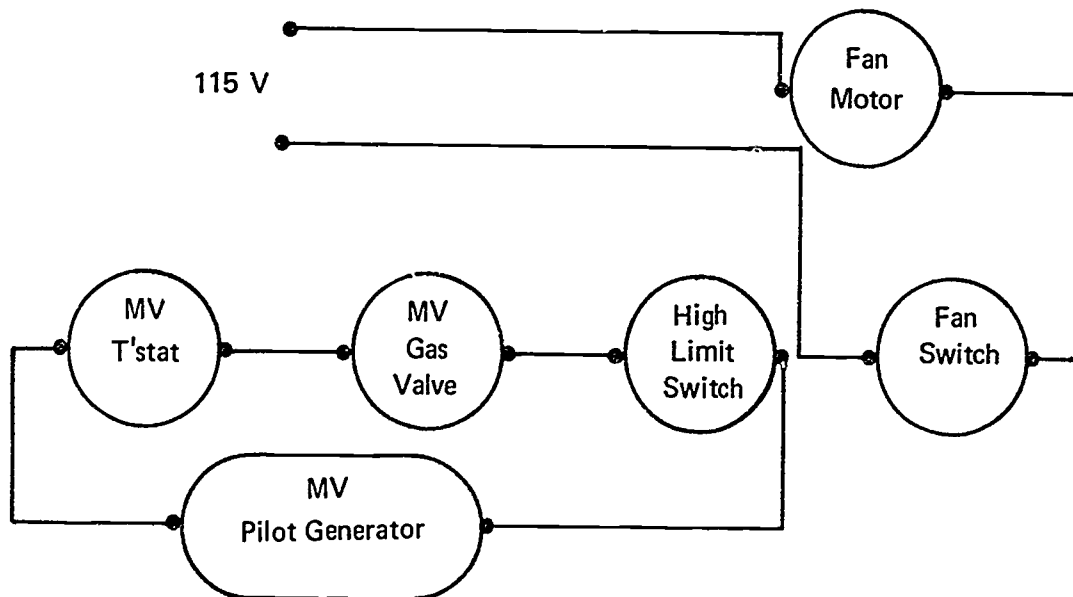 115 V
Fan
Motor
MV
T'stat
MV
Gas
Valve
High
Limit
Switch
Fan
Switch
MV
Pilot Generator